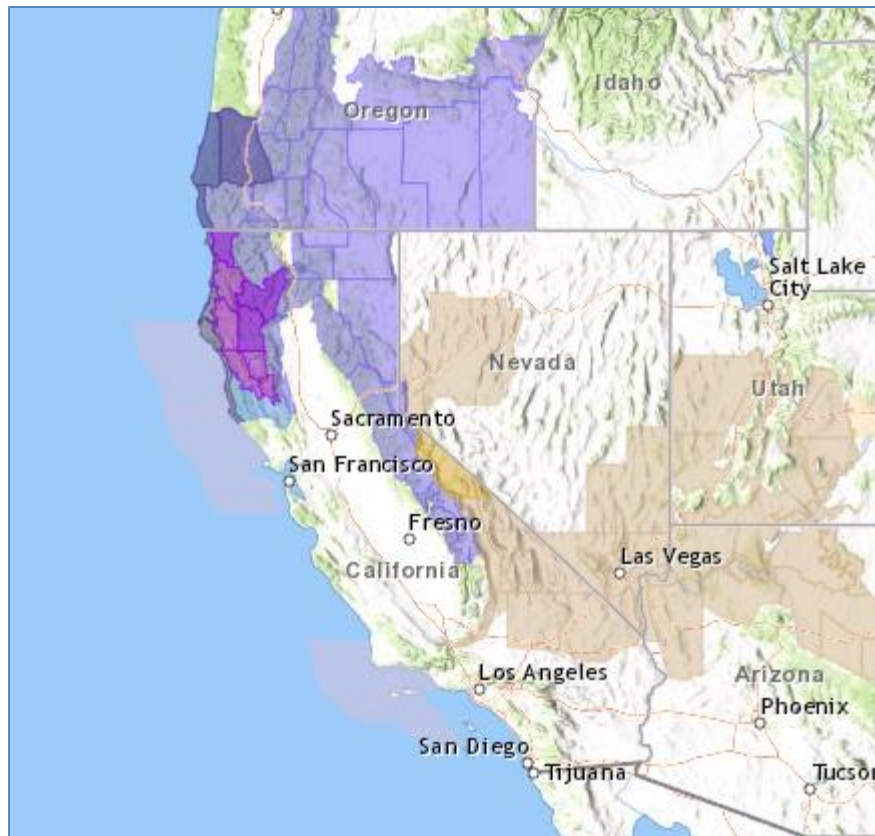 Idaho
Oregon
Salt Lake
City
Nevada
Utah
Sacramento
San Francisco
Fresno
Las Vegas
California
Los Angeles
Arizona
Phoenix
San Diego
Tijuana
Tucson